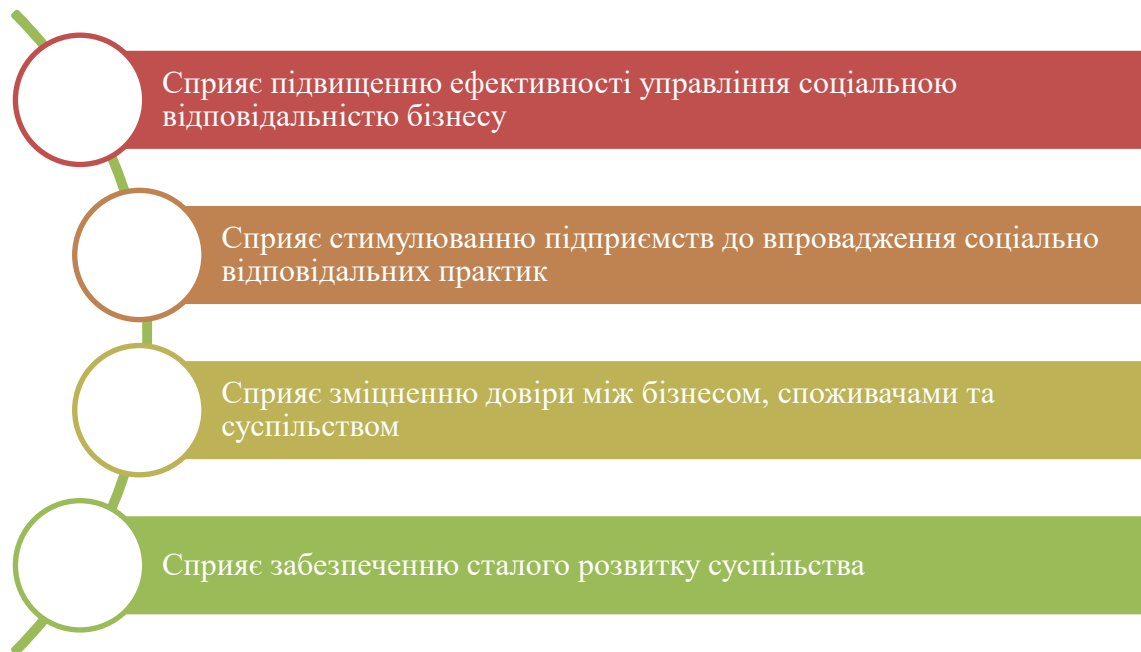 Сприяє підвищенню ефективності управління соціальною
відповідальністю бізнесу
Сприяє стимулюванню підприємств до впровадження соціально
відповідальних практик
Сприяє зміцненню довіри між бізнесом, споживачами та
суспільством
Сприяє забезпеченню сталого розвитку суспільства